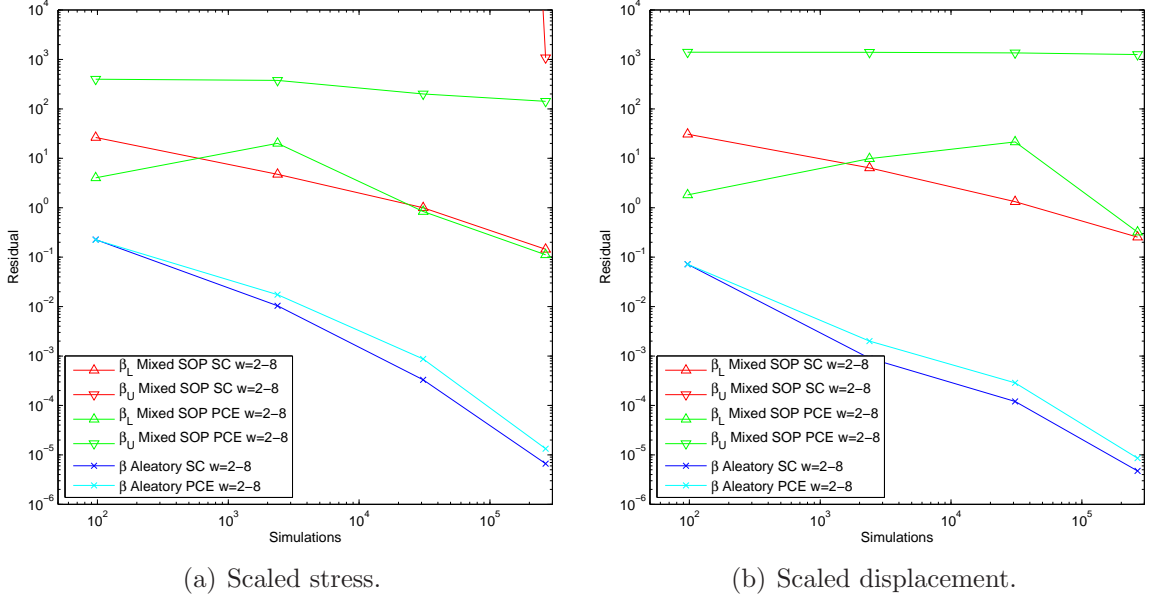 10^4
10^3
10^2
10^1
10^0
10^−1
10^−2
10^−3
10^−4
10^−5
10^−6
Residual
10^2
10^3
10^4
10^5
Simulations
β_L Mixed SOP SC w=2−8
β_U Mixed SOP SC w=2−8
β_L Mixed SOP PCE w=2−8
β_U Mixed SOP PCE w=2−8
β Aleatory SC w=2−8
β Aleatory PCE w=2−8
(a) Scaled stress.
10^4
10^3
10^2
10^1
10^0
10^−1
10^−2
10^−3
10^−4
10^−5
10^−6
Residual
10^2
10^3
10^4
10^5
Simulations
β_L Mixed SOP SC w=2−8
β_U Mixed SOP SC w=2−8
β_L Mixed SOP PCE w=2−8
β_U Mixed SOP PCE w=2−8
β Aleatory SC w=2−8
β Aleatory PCE w=2−8
(b) Scaled displacement.